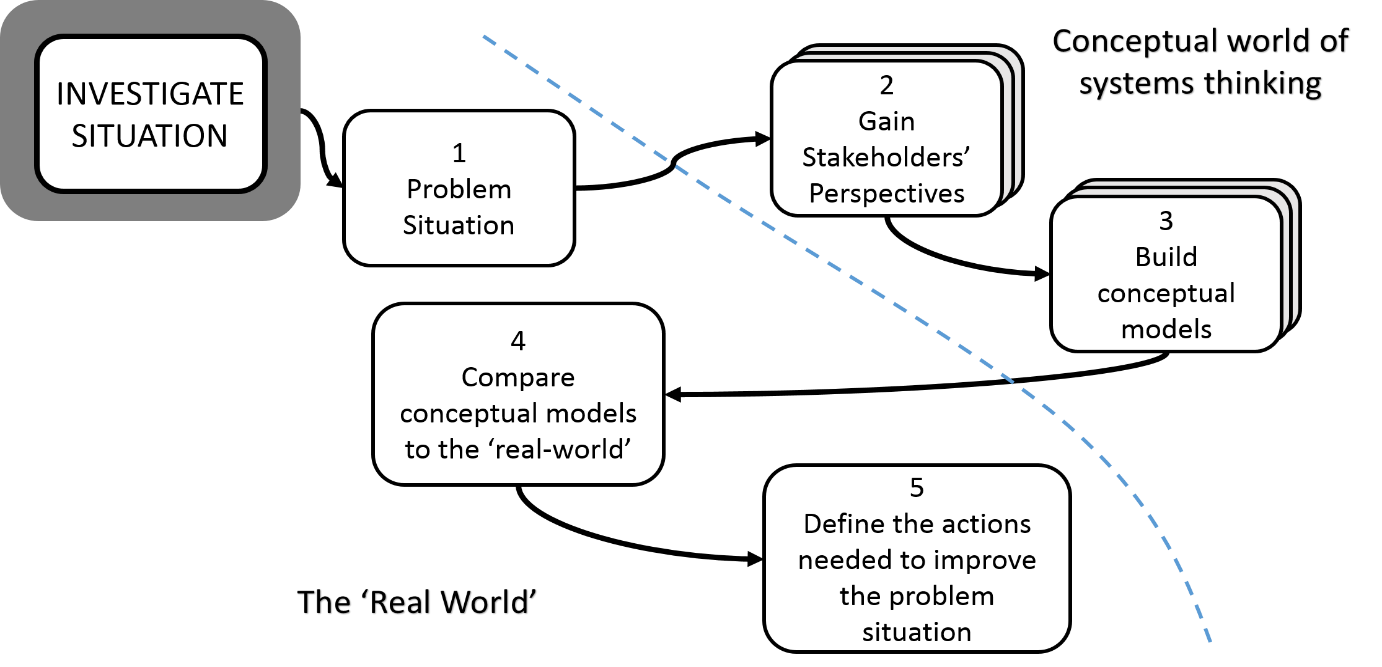 INVESTIGATE
SITUATION
1
Problem
Situation
2
Gain
Stakeholders’
Perspectives
Conceptual world of
systems thinking
3
Build
conceptual
models
4
Compare
conceptual models
to the ‘real-world’
5
Define the actions
needed to improve
the problem
situation
The ‘Real World’